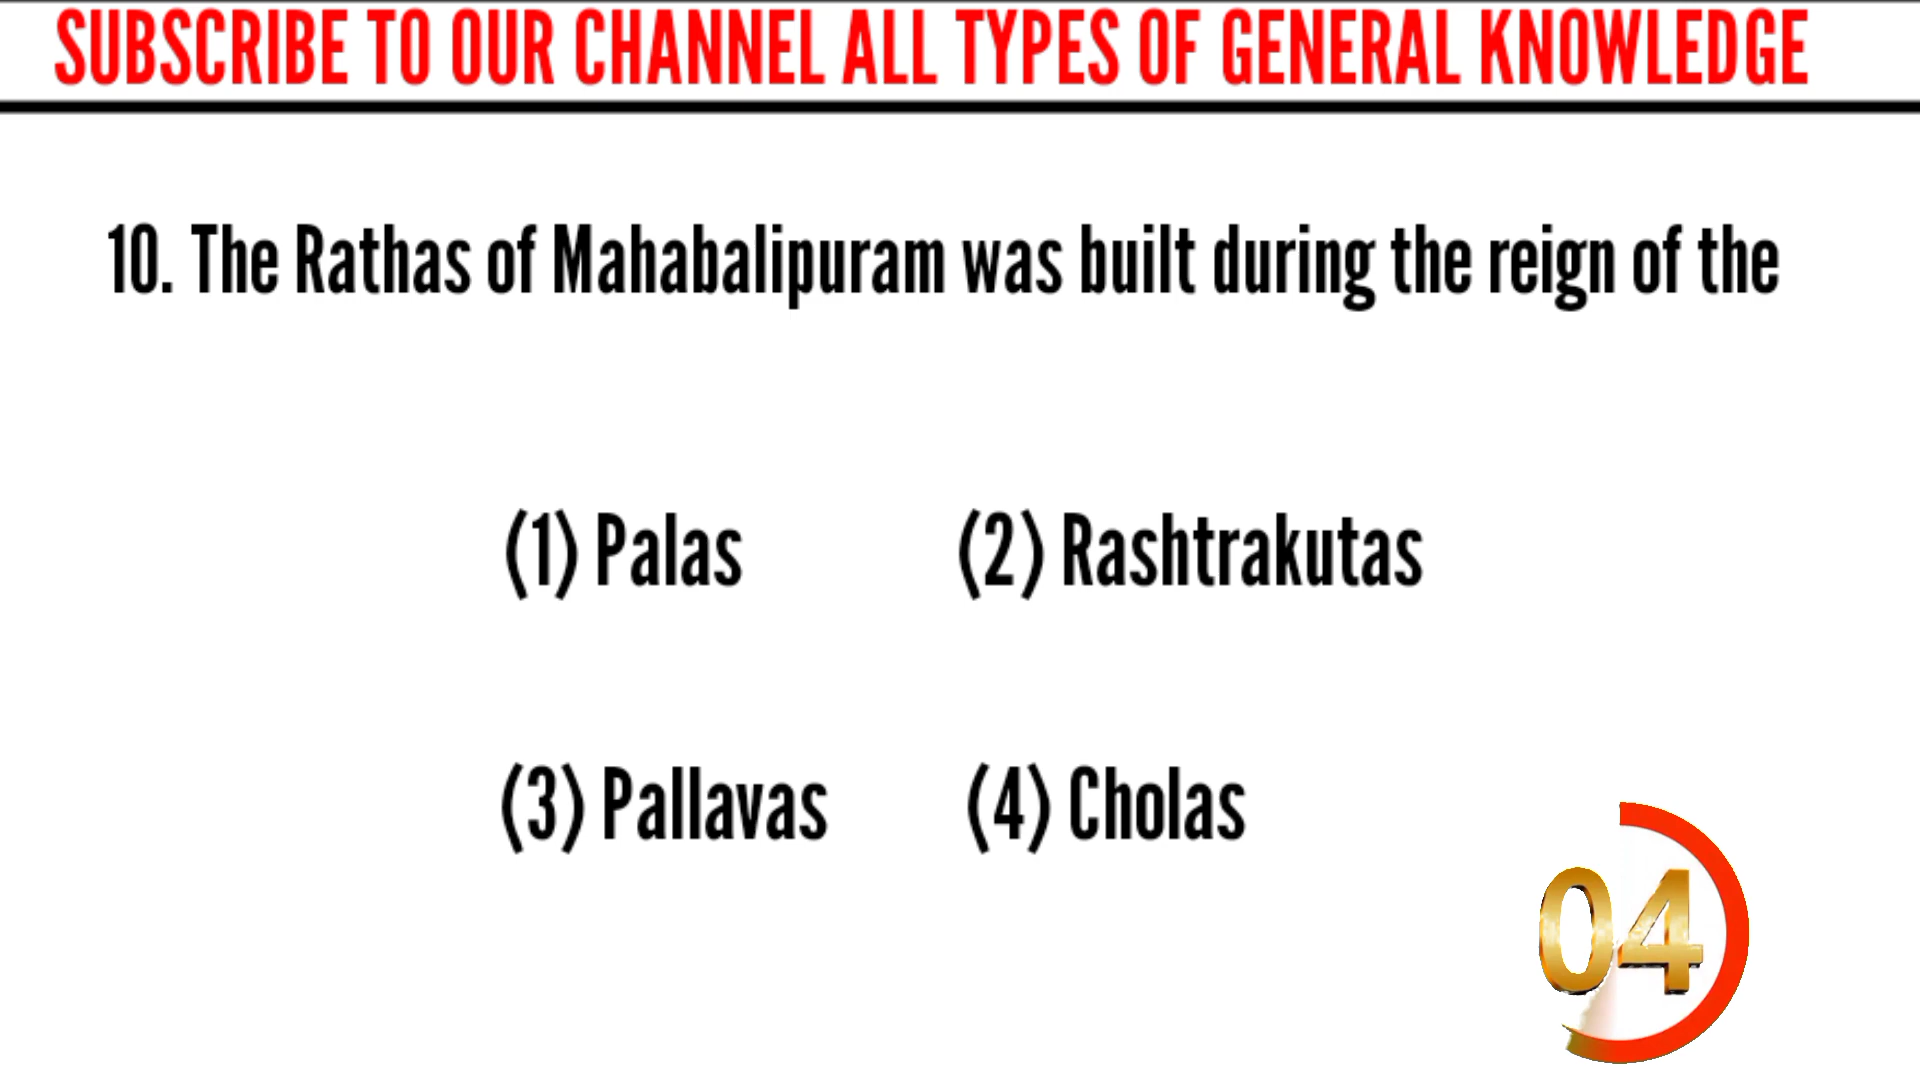 SUBSCRIBE TO OUR CHANNEL ALL TYPES OF GENERAL KNOWLEDGE
10. The Rathas of Mahabalipuram was built during the reign of the
(1) Palas (2) Rashtrakutas
(3) Pallavas (4) Cholas
04